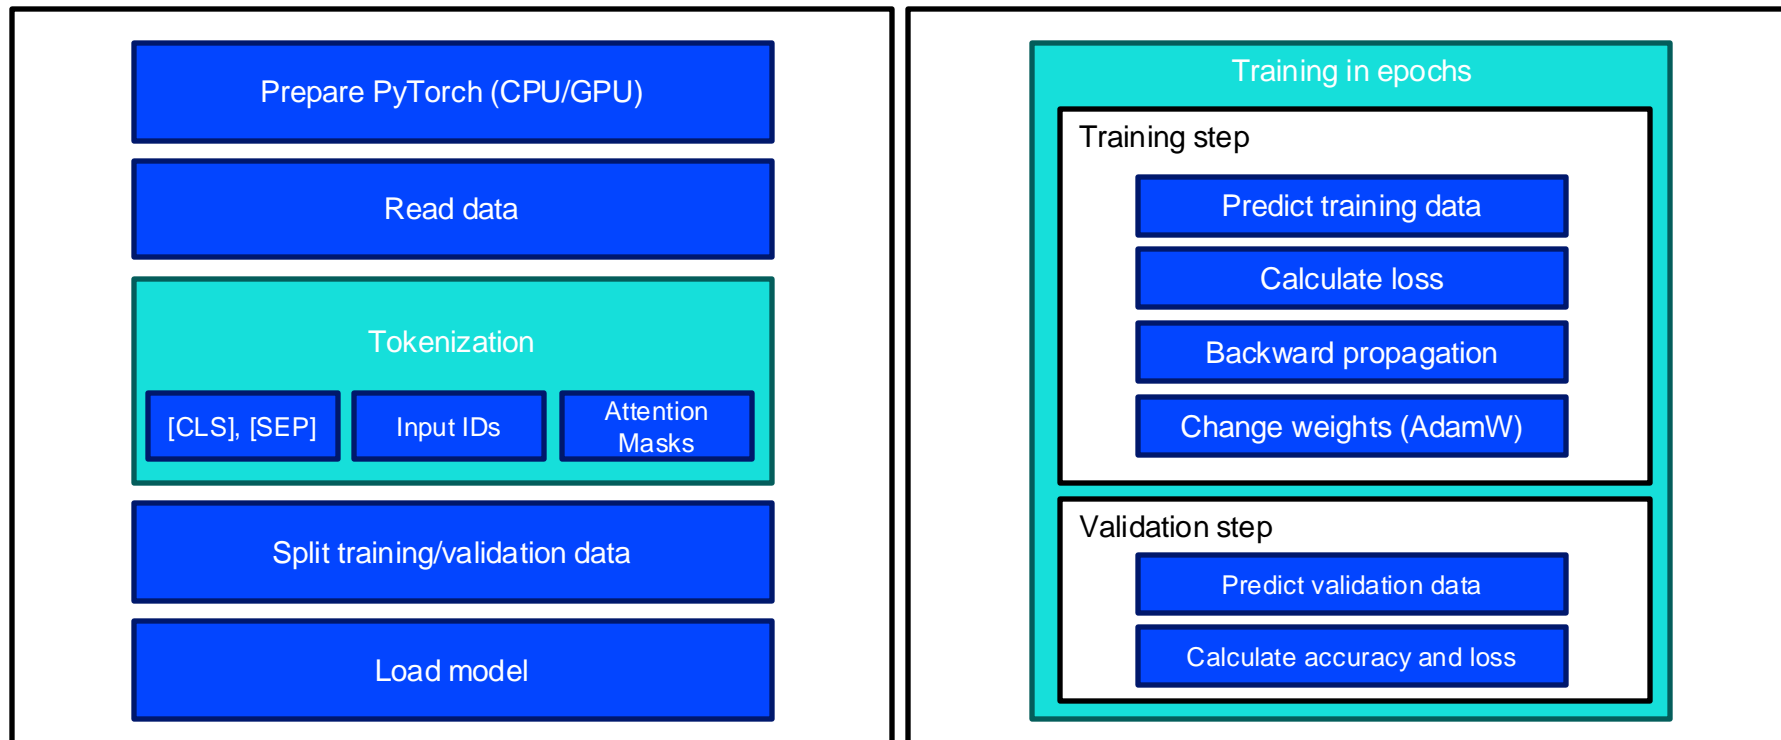 Prepare PyTorch (CPU/GPU)
Read data
Tokenization
[CLS], [SEP]
Input IDs
Attention
Masks
Split training/validation data
Load model
Training in epochs
Training step
Predict training data
Calculate loss
Backward propagation
Change weights (AdamW)
Validation step
Predict validation data
Calculate accuracy and loss